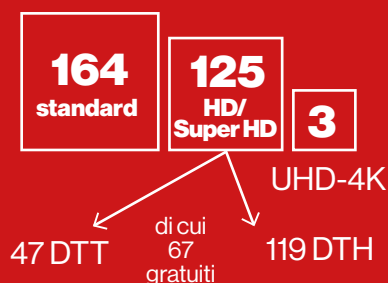 164
standard
125
HD/
Super HD
3
UHD-4K
47 DTT
di cui
67
gratuiti
119 DTH